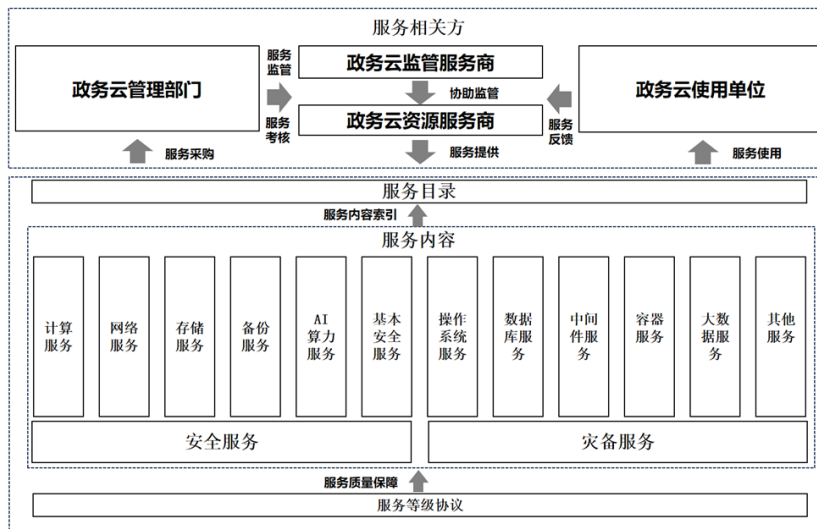 服务相关方
政务云管理部门
服务
监管
服务
考核
政务云监管服务商
协助监管
政务云资源服务商
政务云使用单位
服务
反馈
服务采购
服务提供
服务使用
服务目录
服务内容索引
服务内容
计算
服务
网络
服务
存储
服务
备份
服务
AI
算力
服务
基本
安全
服务
操作
系统
服务
数据
库服
务
中间
件服
务
容器
服务
大数
据服
务
其他
服务
安全服务
灾备服务
服务质量保障
服务等级协议